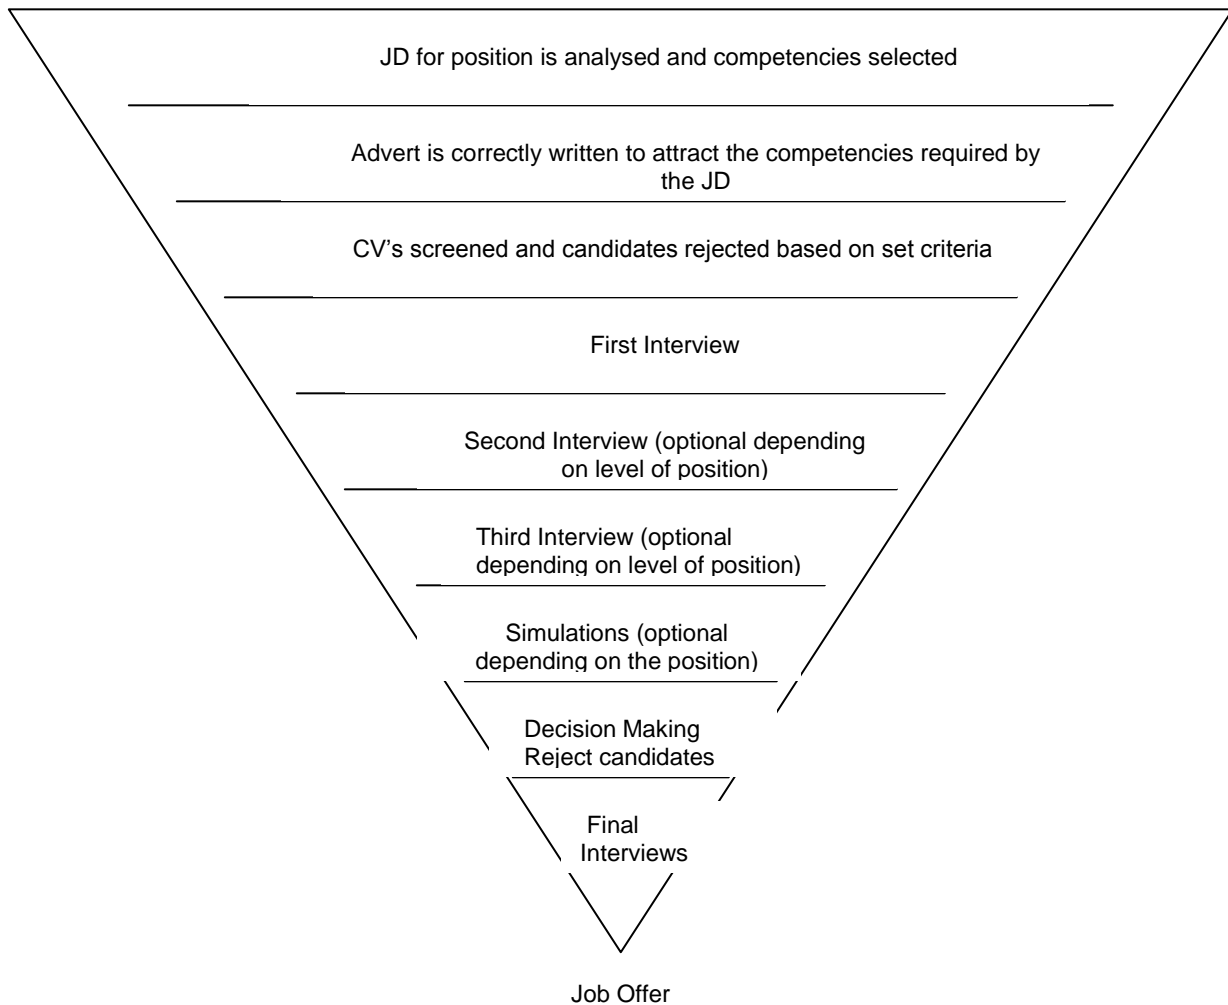 JD for position is analysed and competencies selected
Advert is correctly written to attract the competencies required by
the JD
CV's screened and candidates rejected based on set criteria
First Interview
Second Interview (optional depending
on level of position)
Third Interview (optional
depending on level of position)
Simulations (optional
depending on the position)
Decision Making
Reject candidates
Final
Interviews
Job Offer